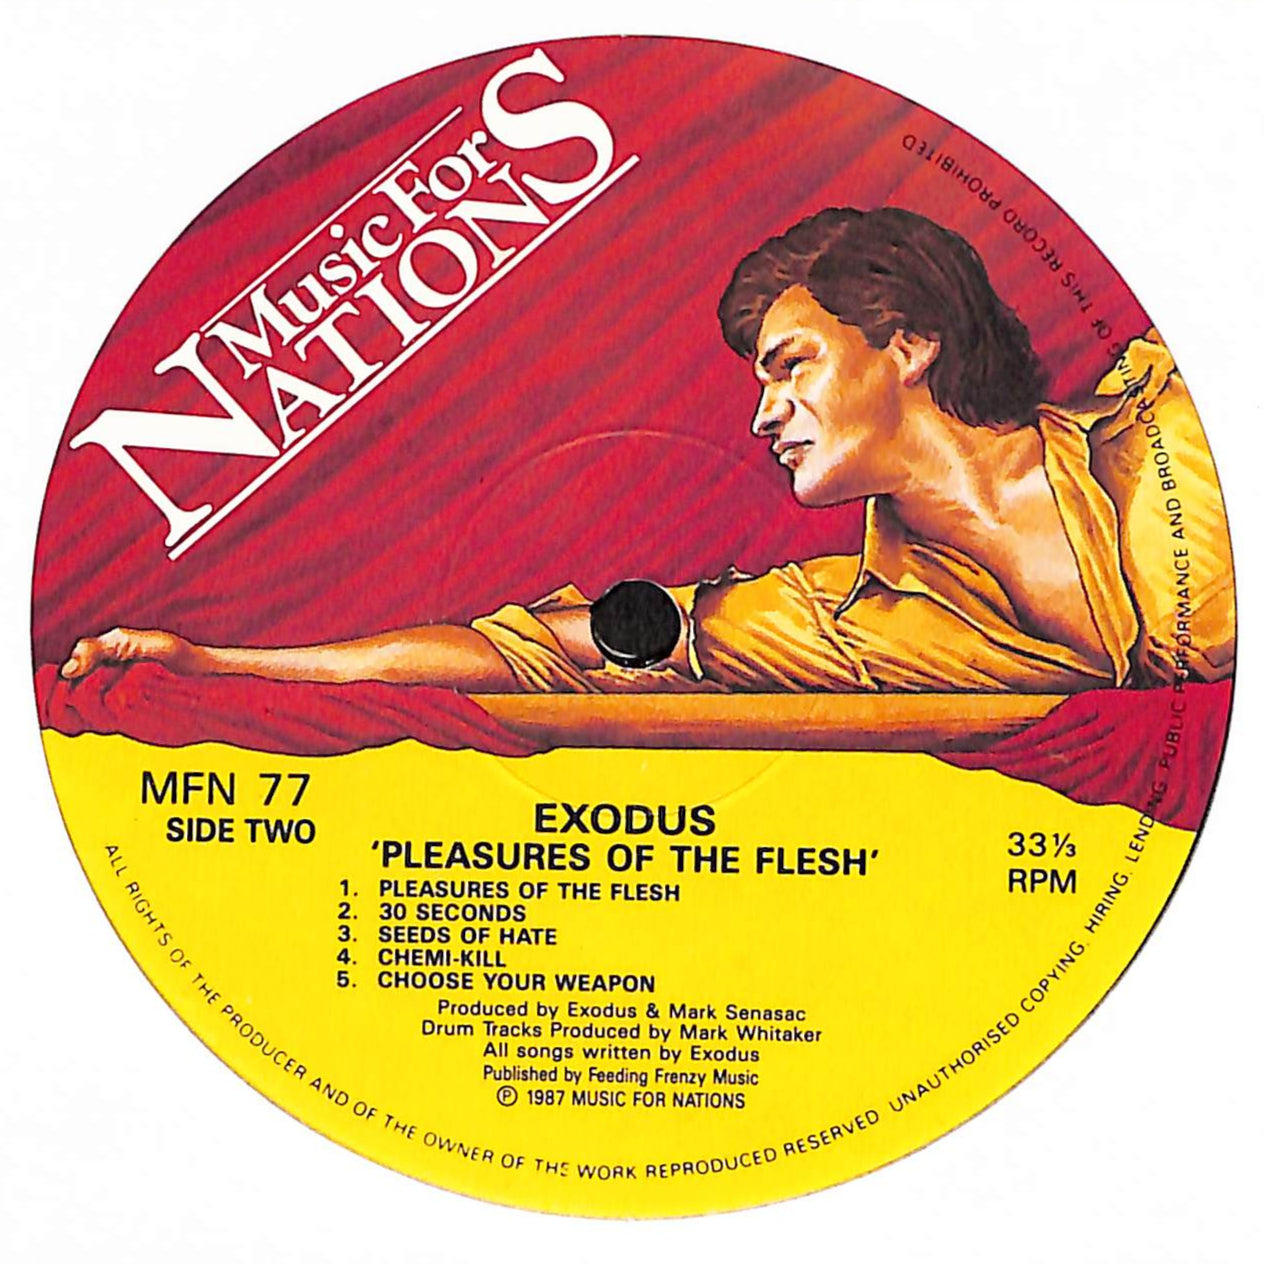 Music For
NATIONS
MFN 77
SIDE TWO
EXODUS
'PLEASURES OF THE FLESH'
33⅓
RPM
1. PLEASURES OF THE FLESH
2. 30 SECONDS
3. SEEDS OF HATE
4. CHEMI-KILL
5. CHOOSE YOUR WEAPON
Produced by Exodus & Mark Senasac
Drum Tracks Produced by Mark Whitaker
All songs written by Exodus
Published by Feeding Frenzy Music
℗ 1987 MUSIC FOR NATIONS
ALL RIGHTS OF THE PRODUCER AND OF THE OWNER OF THE WORK REPRODUCED RESERVED UNAUTHORISED COPYING, HIRING, LENDING, PUBLIC PERFORMANCE AND BROADCASTING OF THIS RECORD PROHIBITED